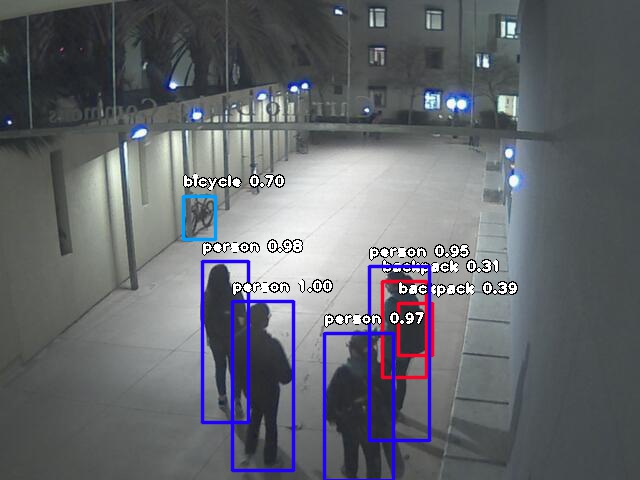 bicycle 0.70
person 0.98
person 0.95
backpack 0.31
person 1.00
backpack 0.39
person 0.97